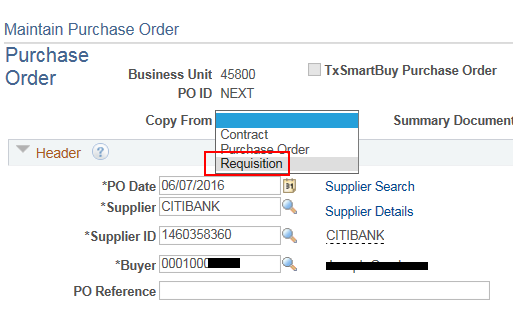 Maintain Purchase Order
Purchase
Order
Business Unit 45800
TxSmartBuy Purchase Order
PO ID NEXT
Copy From
Summary Document
Contract
Purchase Order
Requisition
Header ?
*PO Date 06/07/2016 31 Supplier Search
*Supplier CITIBANK Supplier Details
*Supplier ID 1460358360 CITIBANK
*Buyer 0001000
PO Reference